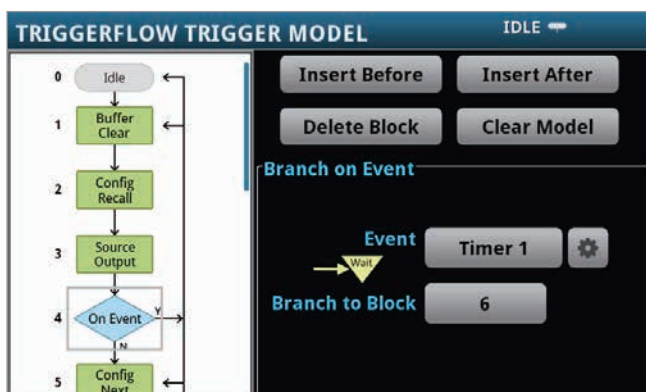 TRIGGERFLOW TRIGGER MODEL
IDLE
0
Idle
1
Buffer
Clear
2
Config
Recall
3
Source
Output
4
On Event
Y
N
5
Config
Next
Insert Before
Insert After
Delete Block
Clear Model
Branch on Event
Event
Timer 1
Wait
Branch to Block
6